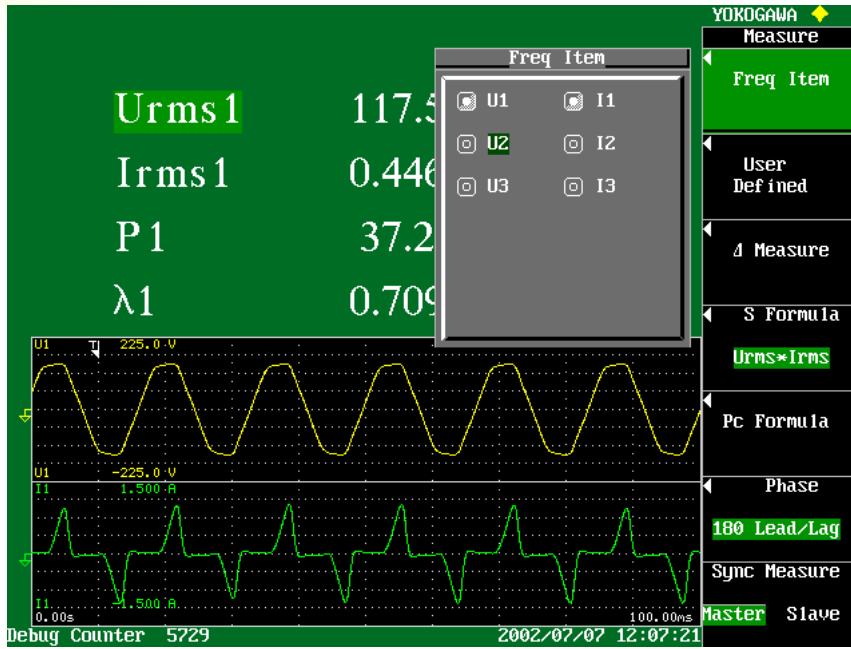 YOKOGAWA
Measure
Freq Item
U1 I1
U2 I2
U3 I3
Urms1 117.5
Irms1 0.446
P1 37.2
λ1 0.709
Freq Item
User
Defined
Δ Measure
S Formula
Urms*Irms
Pc Formula
Phase
180 Lead/Lag
Sync Measure
Master Slave
U1 T 225.0 V
U1 -225.0 V
I1 1.500 A
I1 -1.500 A
0.00s 100.00ms
Debug Counter 5729 2002/07/07 12:07:21